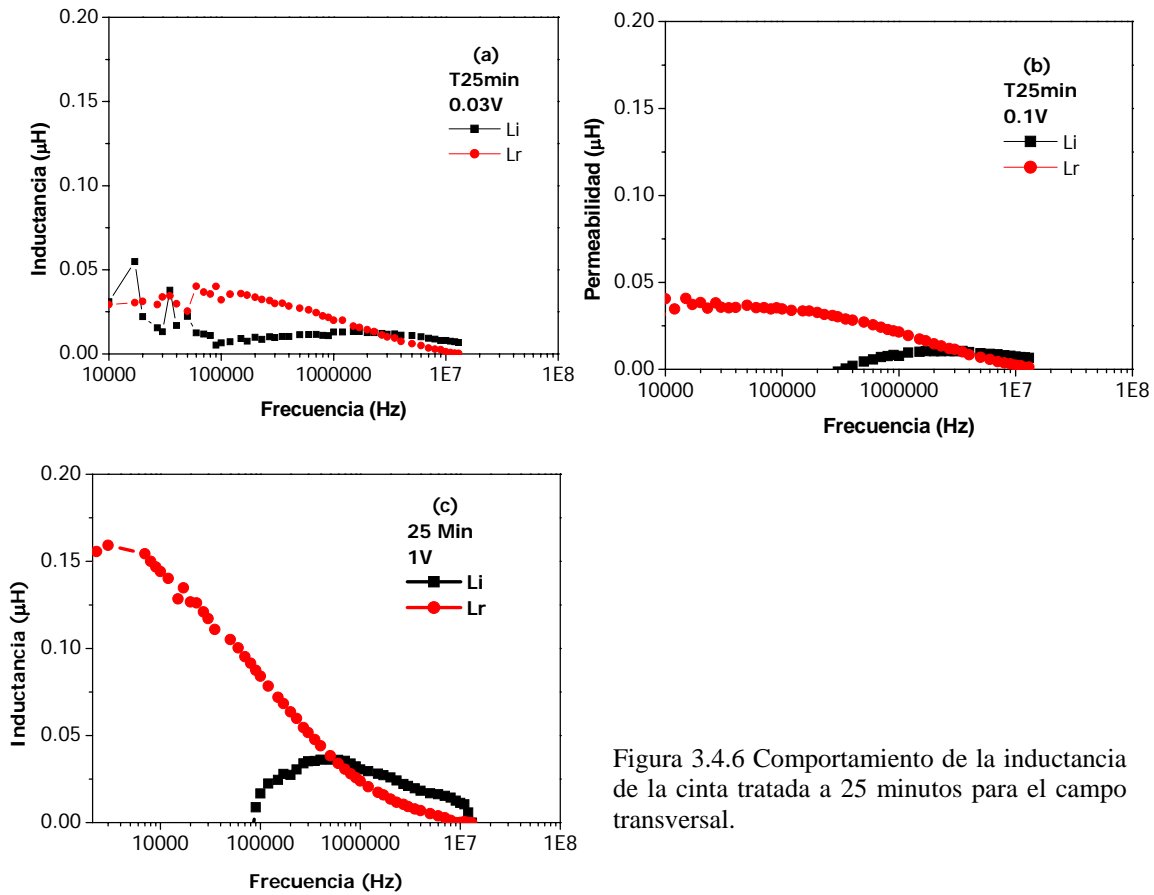 (a)
T25min
0.03V
Li
Lr
Inductancia (µH)
0.20
0.15
0.10
0.05
0.00
10000 100000 1000000 1E7 1E8
Frecuencia (Hz)
(b)
T25min
0.1V
Li
Lr
Permeabilidad (µH)
0.20
0.15
0.10
0.05
0.00
10000 100000 1000000 1E7 1E8
Frecuencia (Hz)
(c)
25 Min
1V
Li
Lr
Inductancia (µH)
0.20
0.15
0.10
0.05
0.00
10000 100000 1000000 1E7 1E8
Frecuencia (Hz)
Figura 3.4.6 Comportamiento de la inductancia
de la cinta tratada a 25 minutos para el campo
transversal.